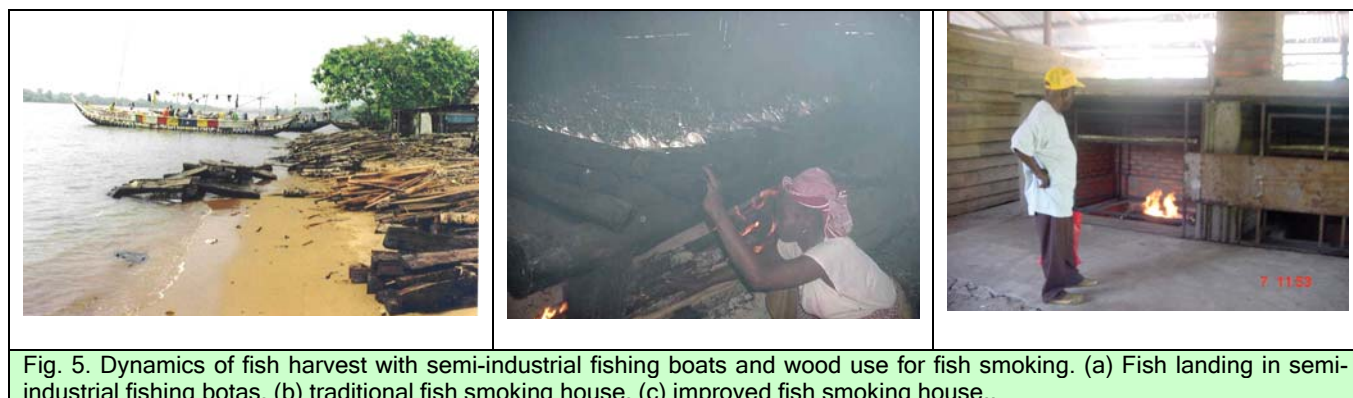 7 11:53
Fig. 5. Dynamics of fish harvest with semi-industrial fishing boats and wood use for fish smoking. (a) Fish landing in semi-
industrial fishing botas. (b) traditional fish smoking house. (c) improved fish smoking house..